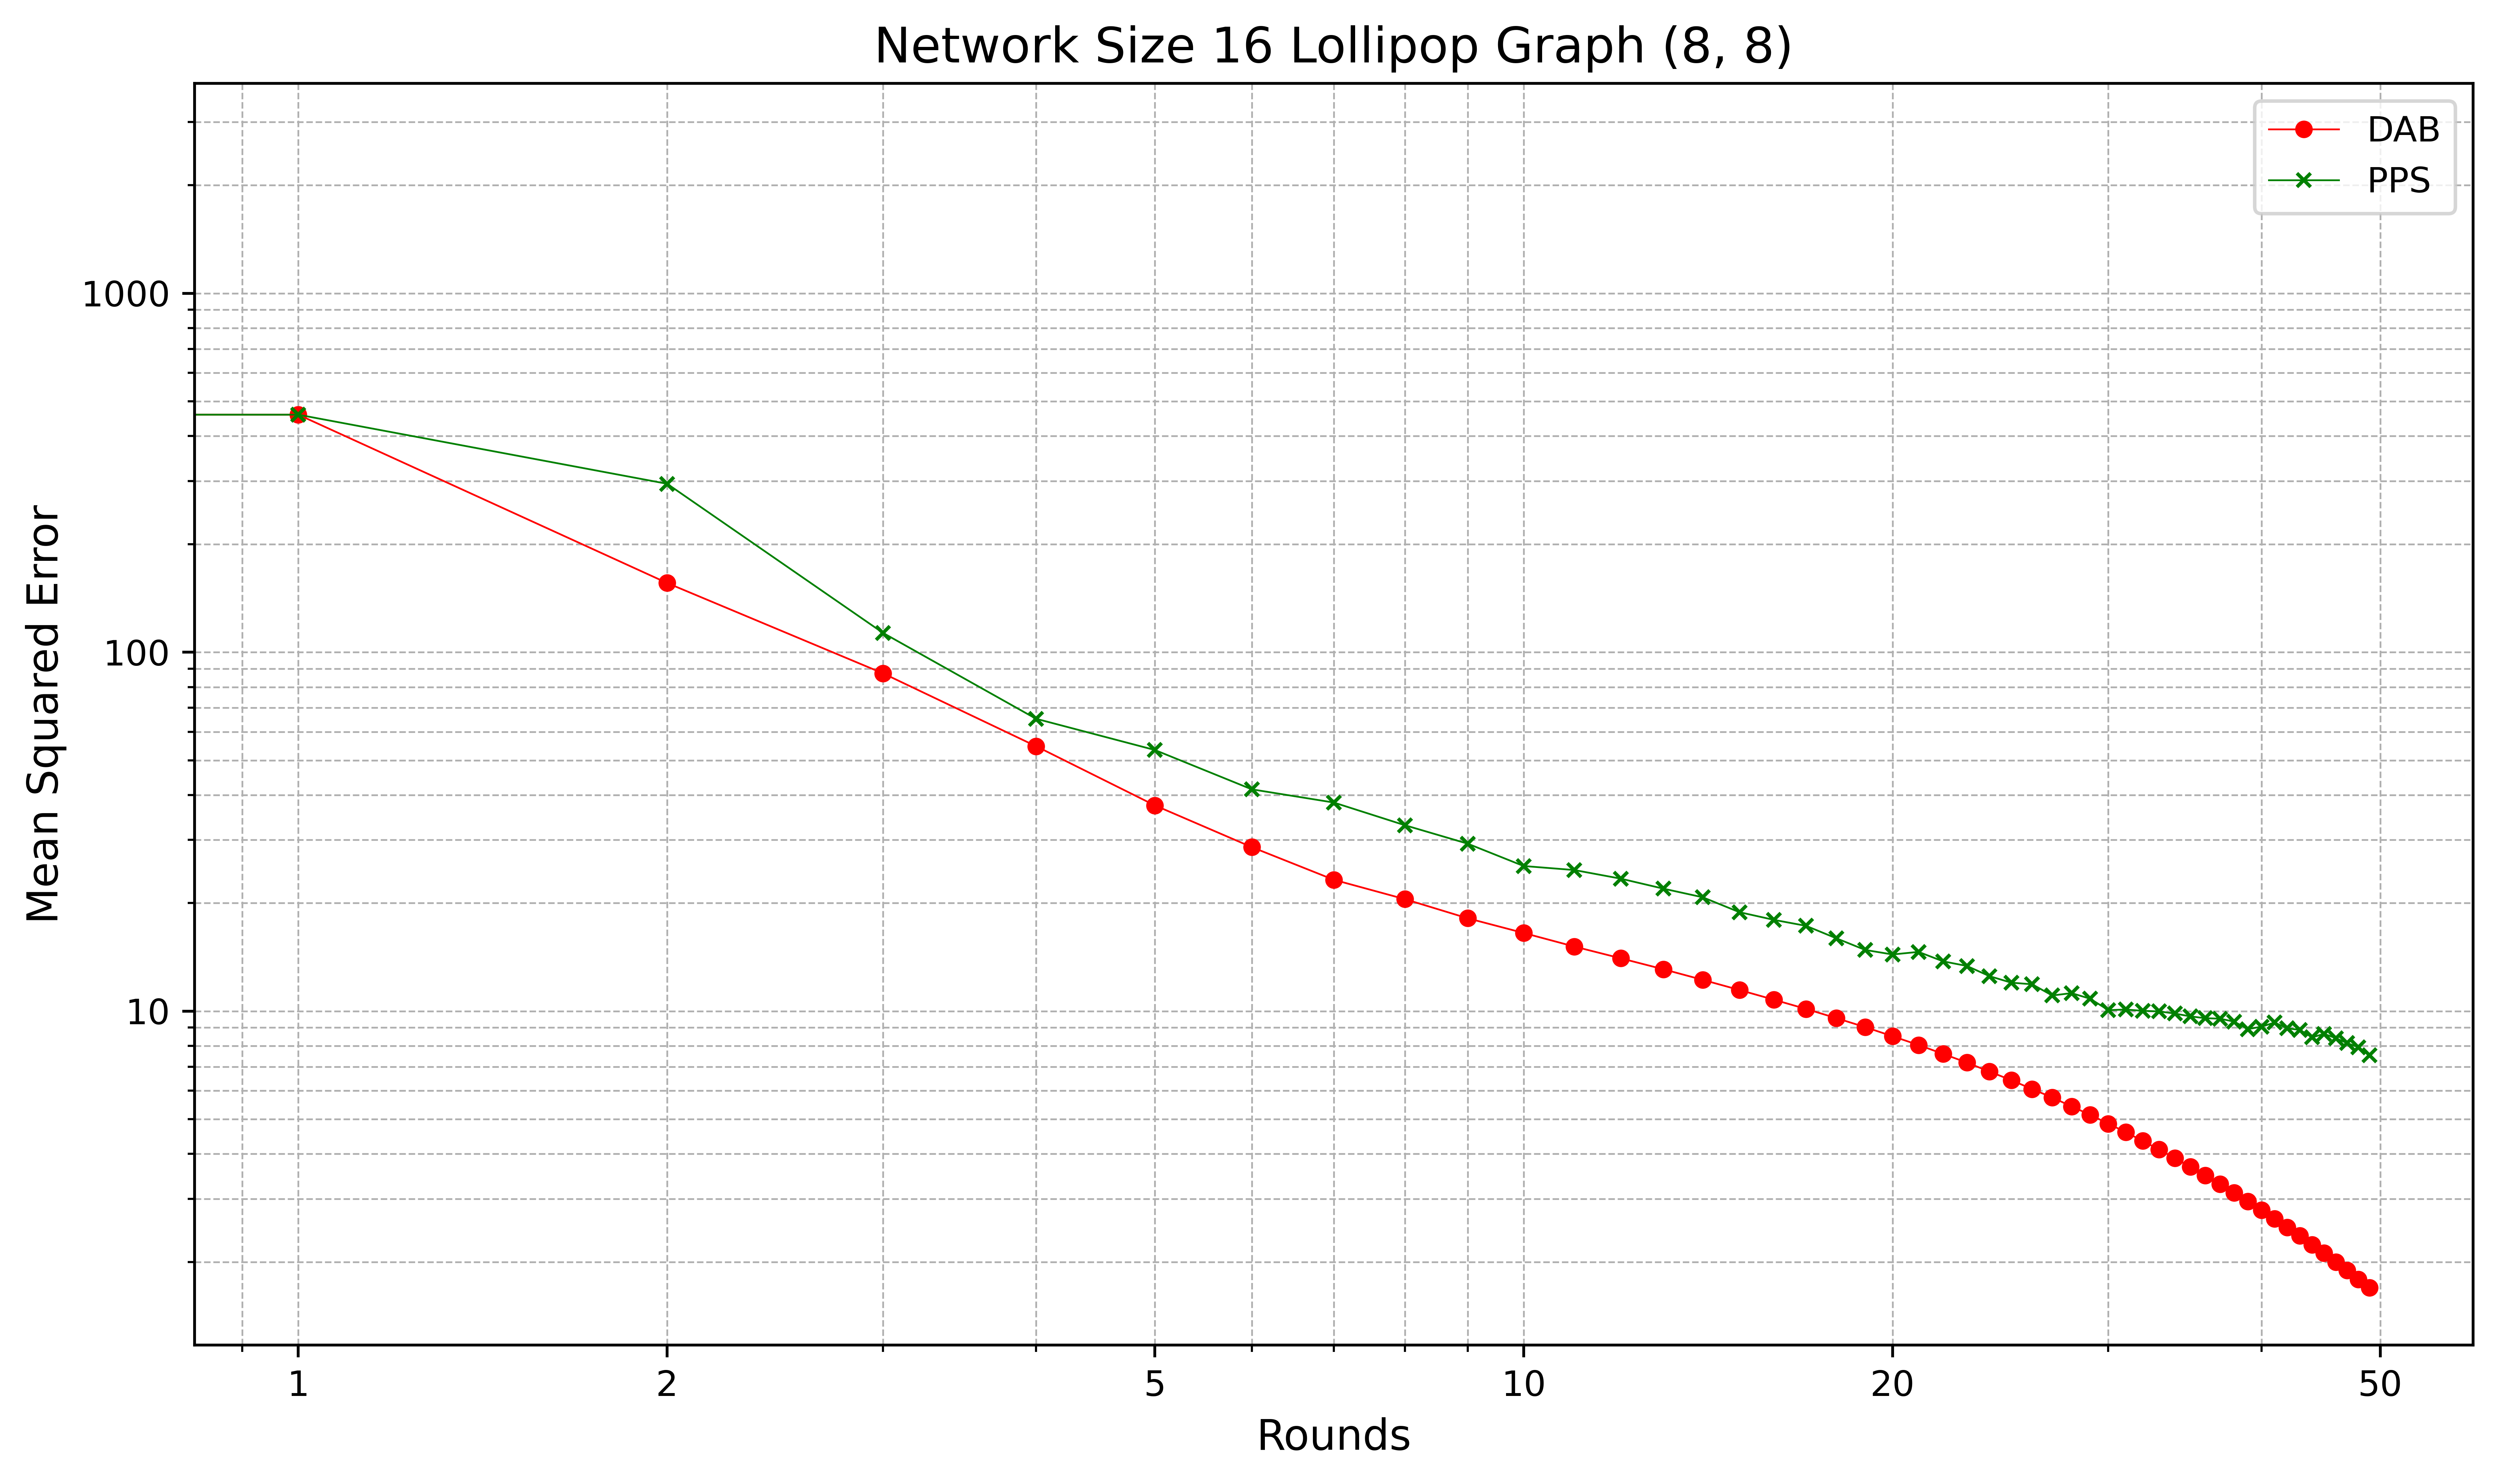 Network Size 16 Lollipop Graph (8, 8)
DAB
PPS
Mean Squared Error
1000
100
10
1 2 5 10 20 50
Rounds